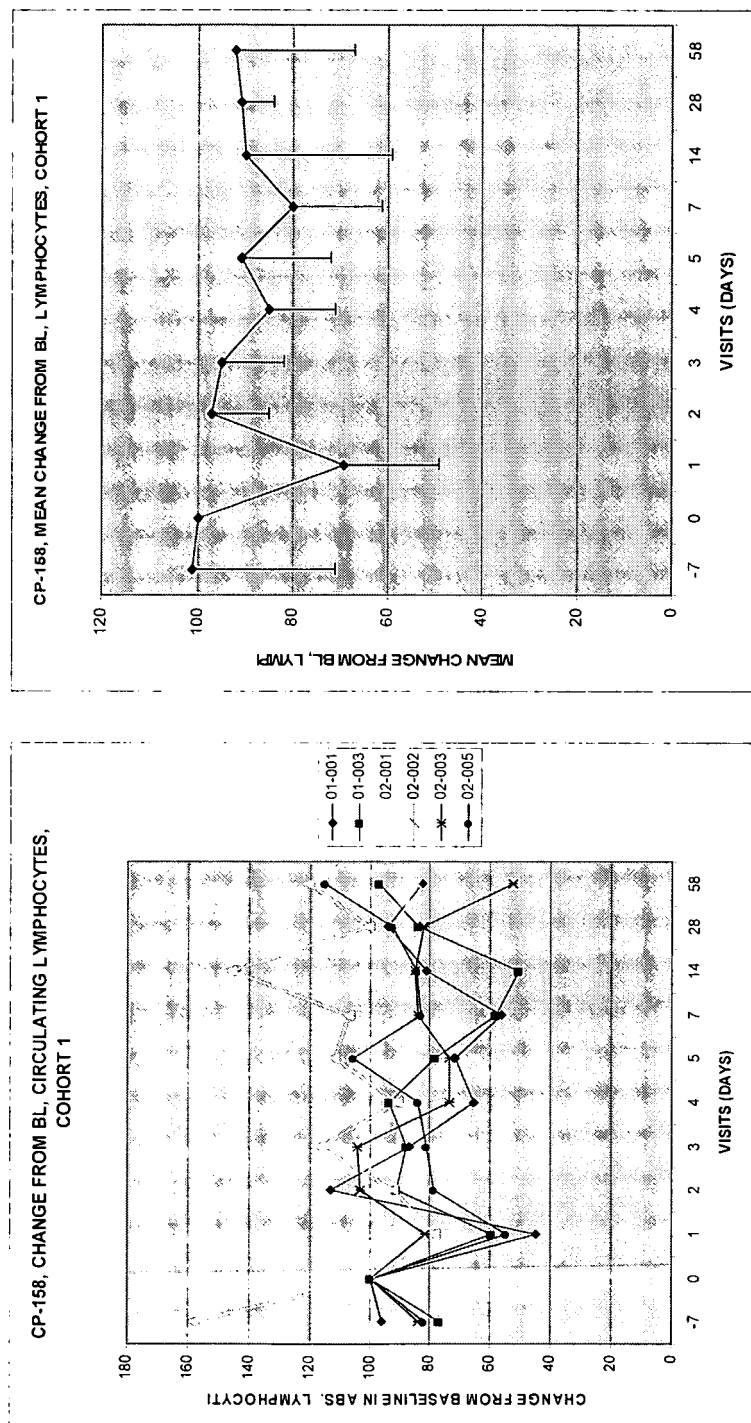 CP-158, CHANGE FROM BL, CIRCULATING LYMPHOCYTES,
COHORT 1
CHANGE FROM BASELINE IN ABS. LYMPHOCYTI
180
160
140
120
100
80
60
40
20
0
-7 0 1 2 3 4 5 7 14 28 58
VISITS (DAYS)
01-001
01-003
02-001
02-002
02-003
02-005
CP-158, MEAN CHANGE FROM BL, LYMPHOCYTES, COHORT 1
MEAN CHANGE FROM BL, LYMPI
120
100
80
60
40
20
0
-7 0 1 2 3 4 5 7 14 28 58
VISITS (DAYS)